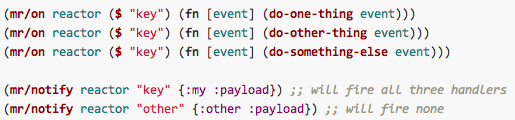 (mr/on reactor ($ "key") (fn [event] (do-one-thing event)))
(mr/on reactor ($ "key") (fn [event] (do-other-thing event)))
(mr/on reactor ($ "key") (fn [event] (do-something-else event)))
(mr/notify reactor "key" {:my :payload}) ;; will fire all three handlers
(mr/notify reactor "other" {:other :payload}) ;; will fire none